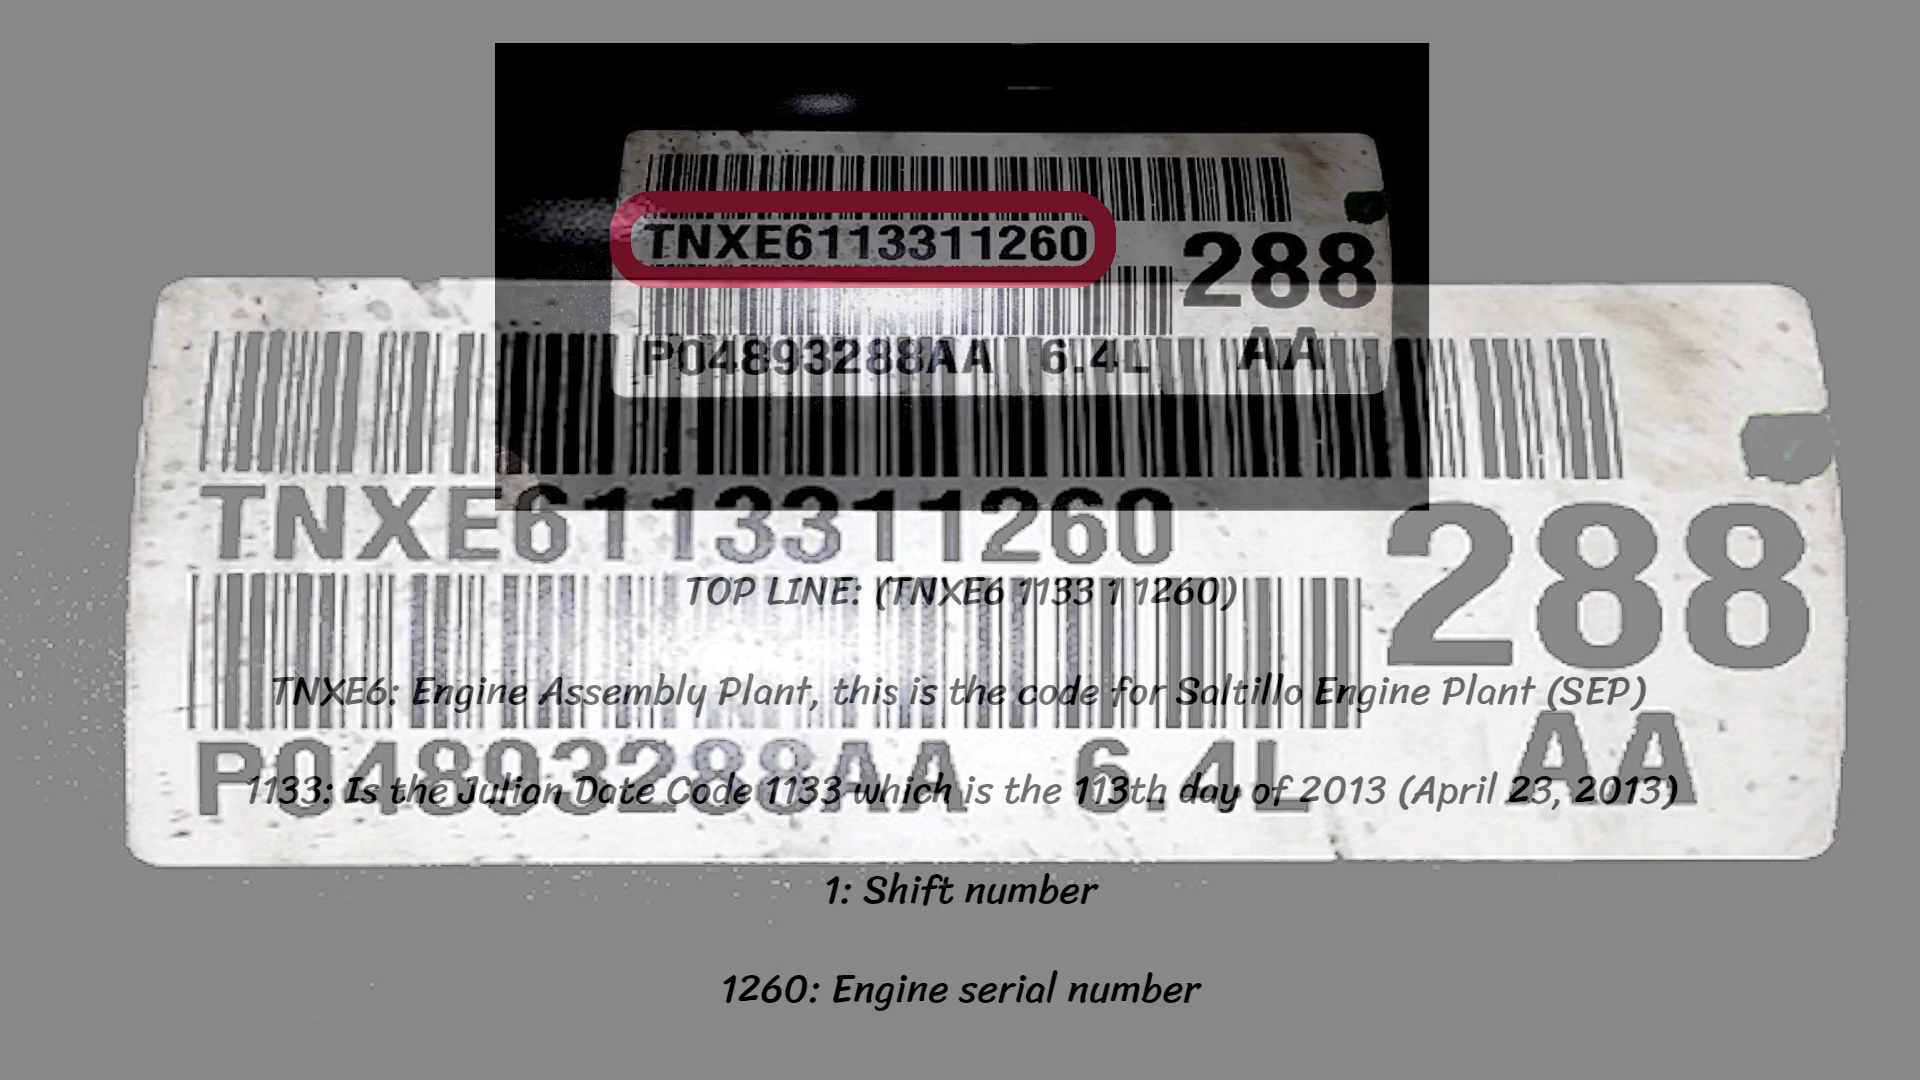 TNXE6113311260
288
P04893288AA 6.4L AA
TNXE6113311260
288
TOP LINE: (TNXE6 1133 1 1260)
TNXE6: Engine Assembly Plant, this is the code for Saltillo Engine Plant (SEP)
P04893288AA 6.4L AA
1133: Is the Julian Date Code 1133 which is the 113th day of 2013 (April 23, 2013)
1: Shift number
1260: Engine serial number